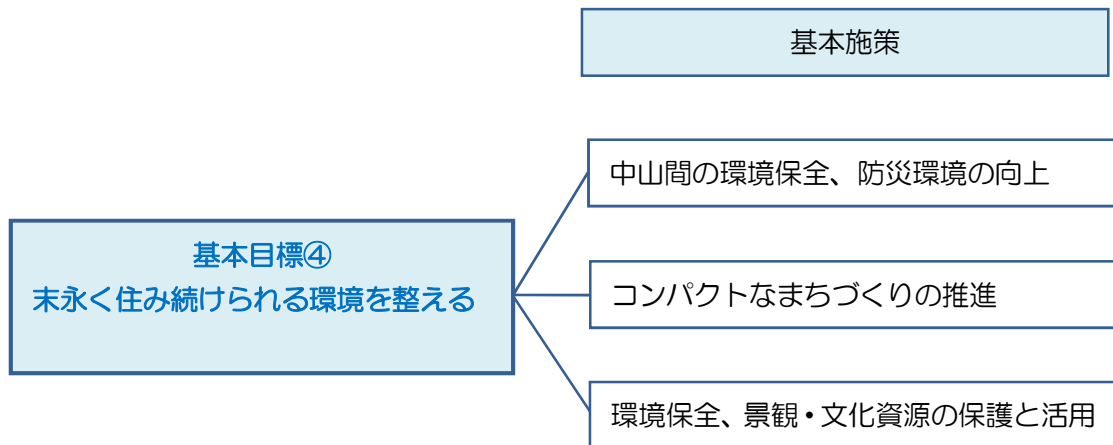 基本施策
基本目標④
末永く住み続けられる環境を整える
中山間の環境保全、防災環境の向上
コンパクトなまちづくりの推進
環境保全、景観・文化資源の保護と活用